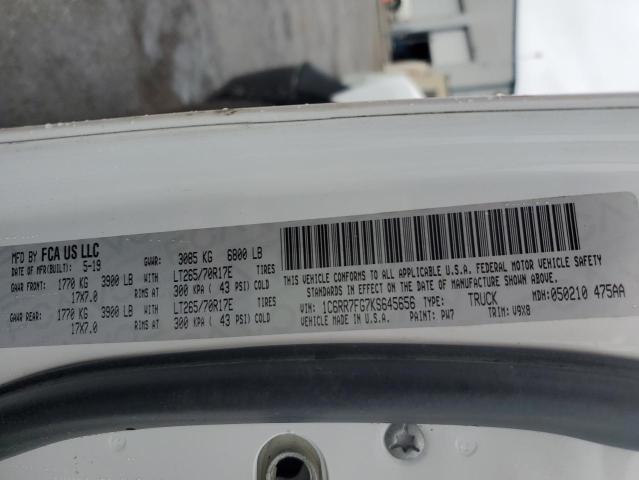 MFD BY FCA US LLC
DATE OF MFR(BUILT): 5-19 GVWR: 3085 KG 6800 LB
GAWR FRONT: 1770 KG 3900 LB WITH LT265/70R17E TIRES
17X7.0 RIMS AT 300 KPA ( 43 PSI) COLD
GAWR REAR: 1770 KG 3900 LB WITH LT265/70R17E TIRES
17X7.0 RIMS AT 300 KPA ( 43 PSI) COLD
THIS VEHICLE CONFORMS TO ALL APPLICABLE U.S.A. FEDERAL MOTOR VEHICLE SAFETY
STANDARDS IN EFFECT ON THE DATE OF MANUFACTURE SHOWN ABOVE
VIN: 1C6RR7FG7KS645656 TYPE: TRUCK MDH:050210 475AA
VEHICLE MADE IN U.S.A. PAINT: PW7 TRIM: V9X8